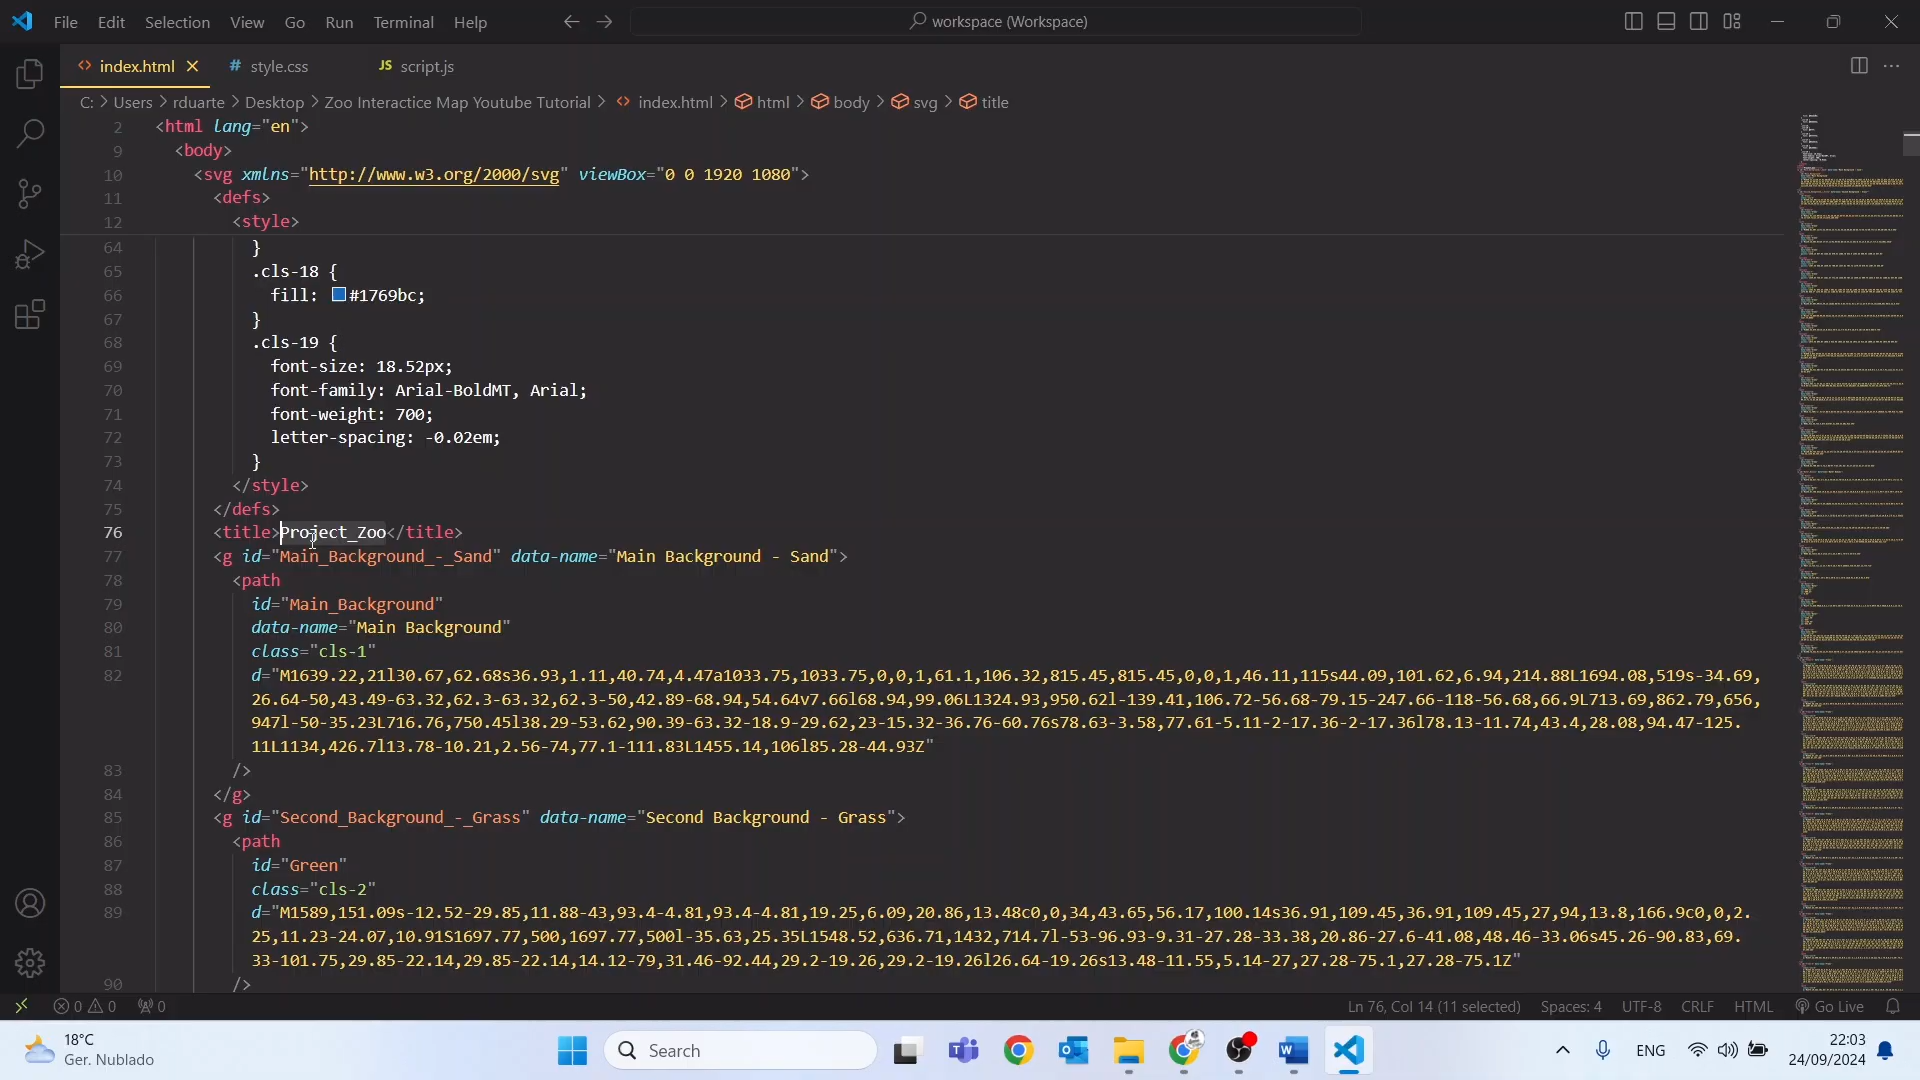 File Edit Selection View Go Run Terminal Help workspace (Workspace)
index.html style.css JS script.js
C: > Users > rduarte > Desktop > Zoo Interactice Map Youtube Tutorial > index.html > html > body > svg > title
2 <html lang="en">
9 <body>
10 <svg xmlns="http://www.w3.org/2000/svg" viewBox="0 0 1920 1080">
11 <defs>
12 <style>
64 }
65 .cls-18 {
66 fill: #1769bc;
67 }
68 .cls-19 {
69 font-size: 18.52px;
70 font-family: Arial-BoldMT, Arial;
71 font-weight: 700;
72 letter-spacing: -0.02em;
73 }
74 </style>
75 </defs>
76 <title>Project_Zoo</title>
77 <g id="Main_Background_-_Sand" data-name="Main Background - Sand">
78 <path
79 id="Main_Background"
80 data-name="Main Background"
81 class="cls-1"
82 d="M1639.22,21l30.67,62.68s36.93,1.11,40.74,4.47a1033.75,1033.75,0,0,1,61.1,106.32,815.45,815.45,0,0,1,46.11,115s44.09,101.62,6.94,214.88L1694.08,519s-34.69,
26.64-50,43.49-63.32,62.3-63.32,62.3-50,42.89-68.94,54.64v7.66l68.94,99.06L1324.93,950.62l-139.41,106.72-56.68-79.15-247.66-118-56.68,66.9L713.69,862.79,656,
947l-50-35.23L716.76,750.45l38.29-53.62,90.39-63.32-18.9-29.62,23-15.32-36.76-60.76s78.63-3.58,77.61-5.11-2-17.36-2-17.36l78.13-11.74,43.4,28.08,94.47-125.
11L1134,426.7l13.78-10.21,2.56-74,77.1-111.83L1455.14,106l85.28-44.93Z"
83 />
84 </g>
85 <g id="Second_Background_-_Grass" data-name="Second Background - Grass">
86 <path
87 id="Green"
88 class="cls-2"
89 d="M1589,151.09s-12.52-29.85,11.88-43,93.4-4.81,93.4-4.81,19.25,6.09,20.86,13.48c0,0,34,43.65,56.17,100.14s36.91,109.45,36.91,109.45,27,94,13.8,166.9c0,0,2.
25,11.23-24.07,10.91S1697.77,500,1697.77,500l-35.63,25.35L1548.52,636.71,1432,714.7l-53-96.93-9.31-27.28-33.38,20.86-27.6-41.08,48.46-33.06s45.26-90.83,69.
33-101.75,29.85-22.14,29.85-22.14,14.12-79,31.46-92.44,29.2-19.26,29.2-19.26l26.64-19.26s13.48-11.55,5.14-27,27.28-75.1,27.28-75.1Z"
90 />
0 0 0 Ln 76, Col 14 (11 selected) Spaces: 4 UTF-8 CRLF HTML Go Live
18°C
Ger. Nublado
Search
ENG
22:03
24/09/2024